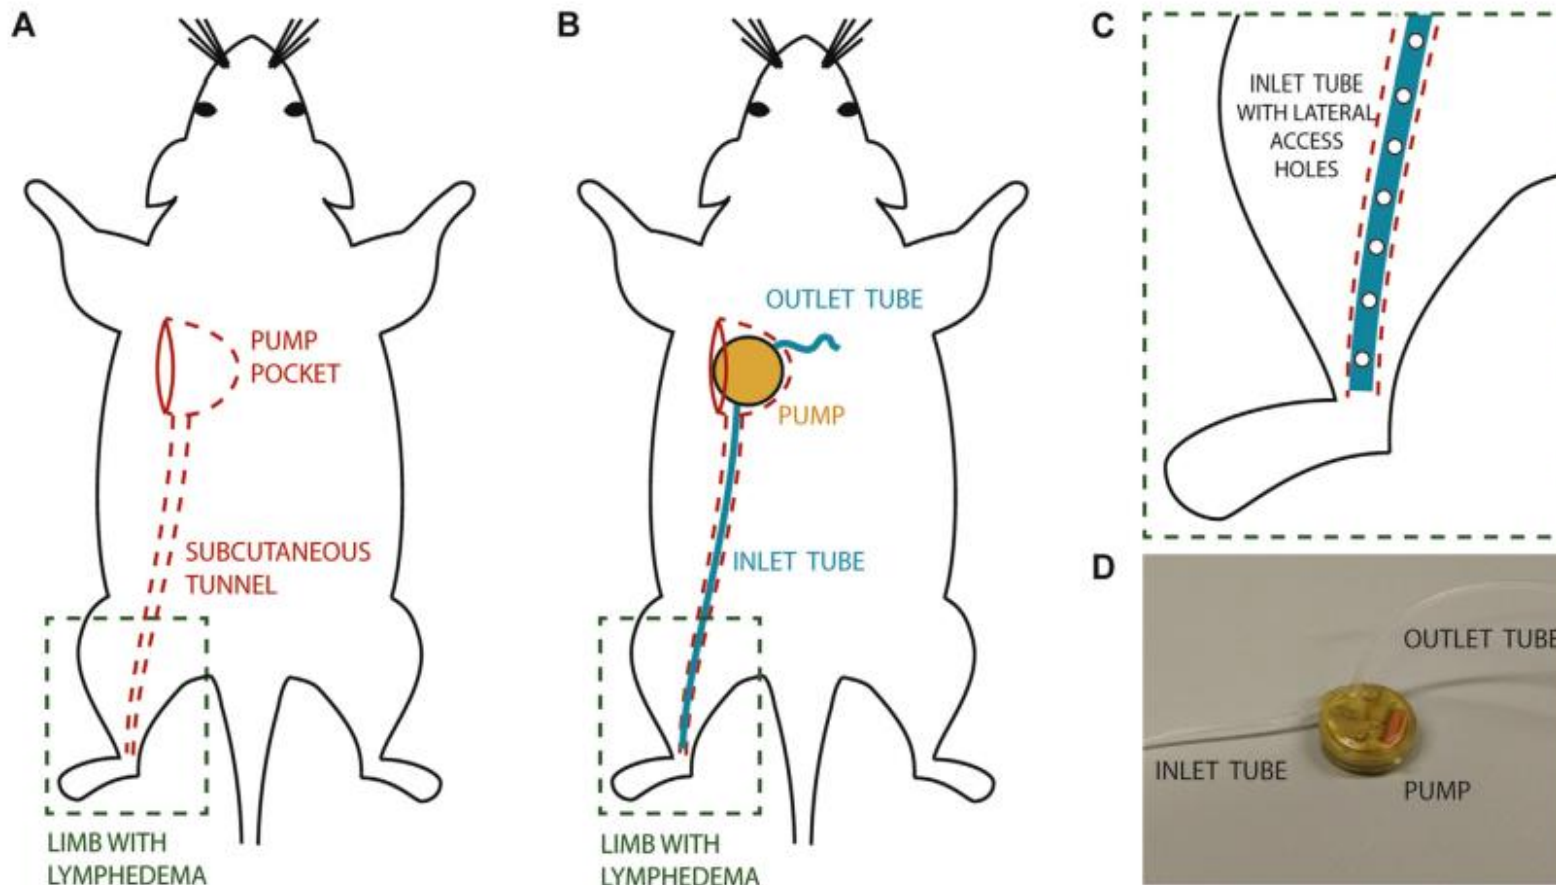 A
PUMP
POCKET
SUBCUTANEOUS
TUNNEL
LIMB WITH
LYMPHEDEMA
B
OUTLET TUBE
PUMP
INLET TUBE
LIMB WITH
LYMPHEDEMA
C
INLET TUBE
WITH LATERAL
ACCESS
HOLES
D
OUTLET TUBE
INLET TUBE
PUMP